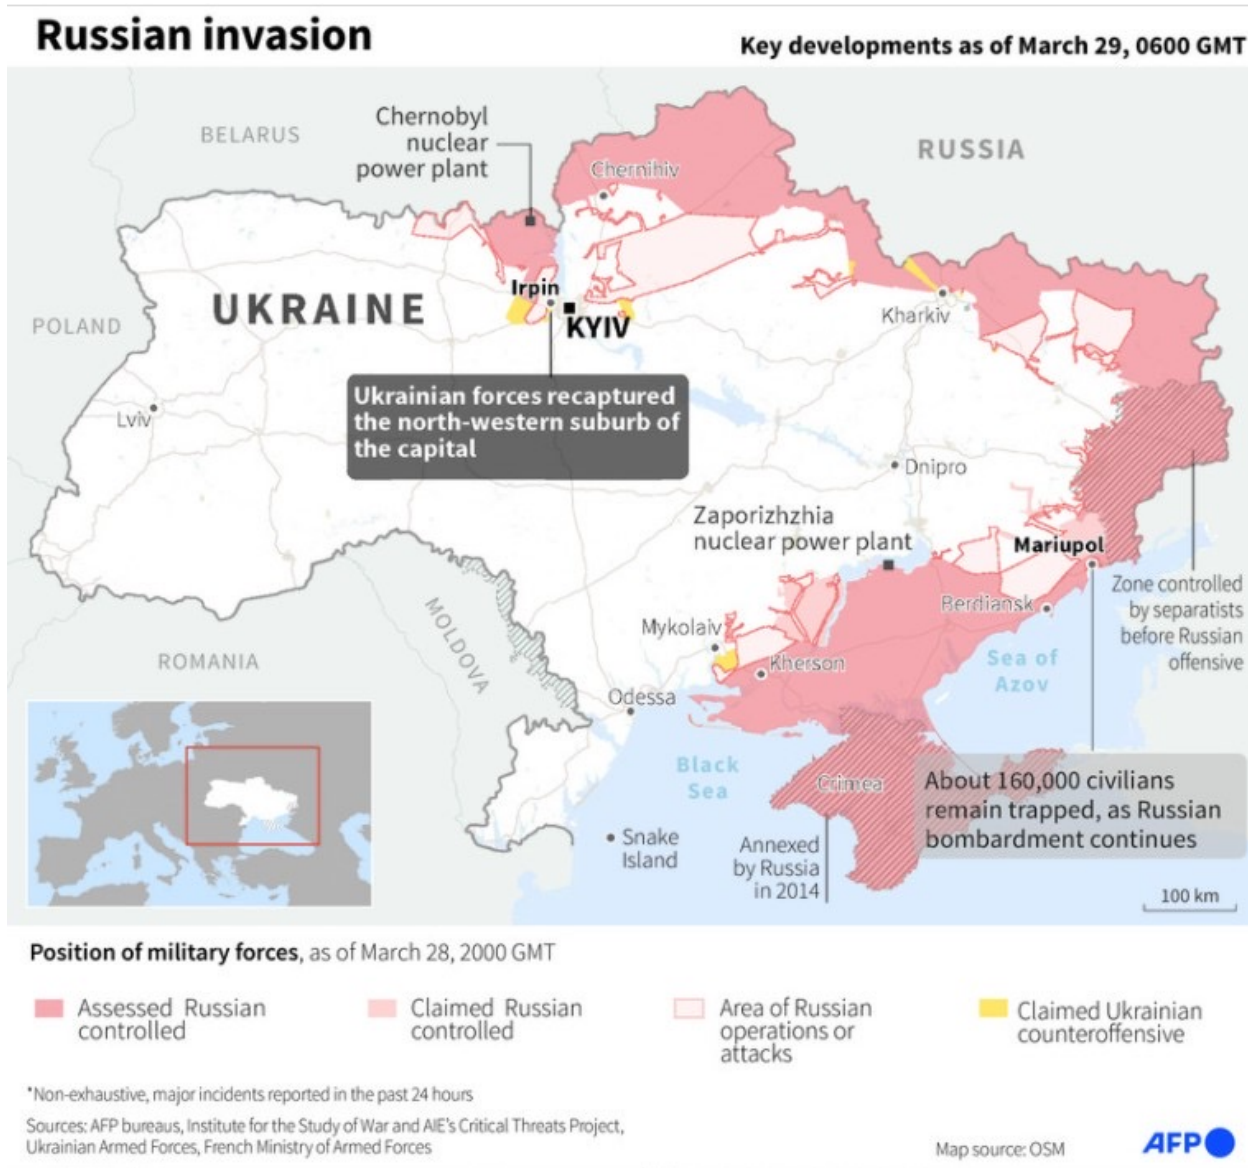 Russian invasion
Key developments as of March 29, 0600 GMT
Chernobyl
nuclear
power plant
BELARUS
RUSSIA
Chernihiv
Irpin
UKRAINE
KYIV
POLAND
Kharkiv
Ukrainian forces recaptured
the north-western suburb of
the capital
Lviv
Dnipro
Zaporizhzhia
nuclear power plant
Mariupol
Zone controlled
by separatists
before Russian
offensive
Berdiansk
MOLDOVA
Mykolaiv
ROMANIA
Kherson
Sea of
Azov
Odessa
Black
Sea
Crimea
About 160,000 civilians
remain trapped, as Russian
bombardment continues
Snake
Island
Annexed
by Russia
in 2014
100 km
Position of military forces, as of March 28, 2000 GMT
Assessed Russian
controlled
Claimed Russian
controlled
Area of Russian
operations or
attacks
Claimed Ukrainian
counteroffensive
*Non-exhaustive, major incidents reported in the past 24 hours
Sources: AFP bureaus, Institute for the Study of War and AIE's Critical Threats Project,
Ukrainian Armed Forces, French Ministry of Armed Forces
Map source: OSM
AFP